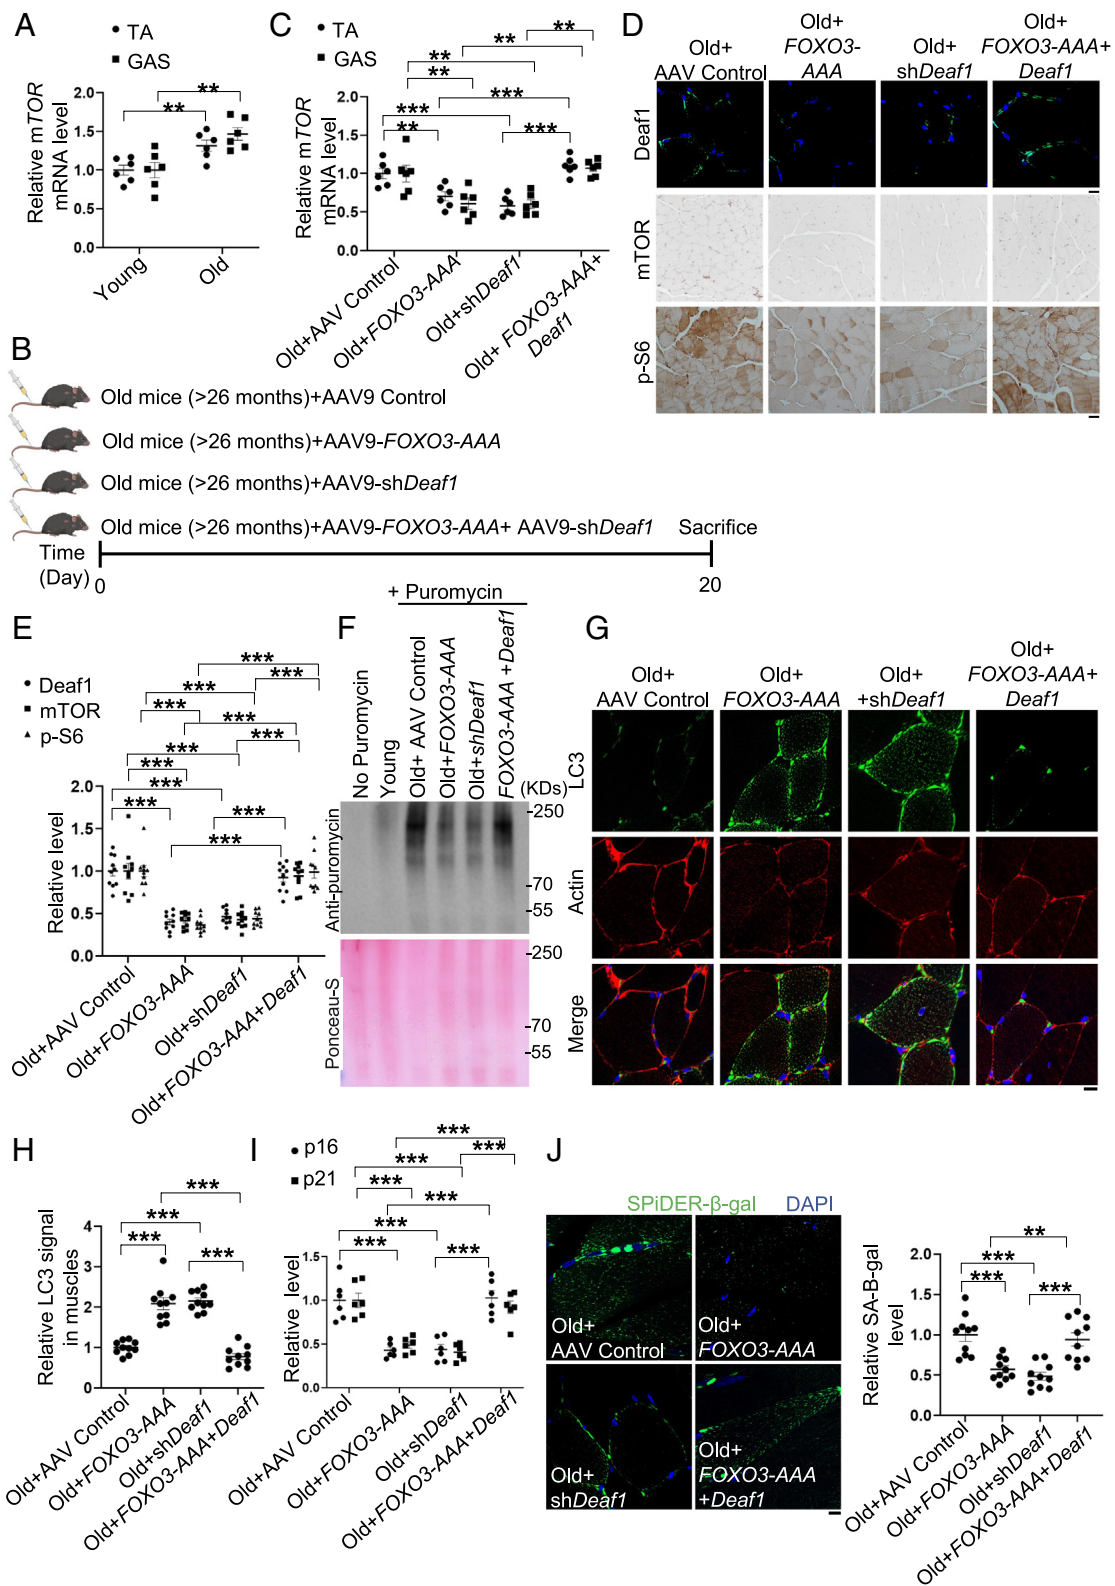 A
TA
GAS
Relative mTOR
mRNA level
2.0
1.5
1.0
0.5
0.0
**
**
Young
Old
C
TA
GAS
Relative mTOR
mRNA level
2.0
1.5
1.0
0.5
0.0
**
**
**
**
***
***
**
***
Old+AAV Control
Old+FOXO3-AAA
Old+shDeaf1
Old+ FOXO3-AAA+
Deaf1
D
Old+
AAV Control
Old+
FOXO3-
AAA
Old+
shDeaf1
Old+
FOXO3-AAA+
Deaf1
Deaf1
mTOR
p-S6
B
Old mice (>26 months)+AAV9 Control
Old mice (>26 months)+AAV9-FOXO3-AAA
Old mice (>26 months)+AAV9-shDeaf1
Old mice (>26 months)+AAV9-FOXO3-AAA+ AAV9-shDeaf1
Sacrifice
Time
(Day)
0
20
E
Deaf1
mTOR
p-S6
Relative level
2.0
1.5
1.0
0.5
0.0
***
***
***
***
***
***
***
***
***
***
***
***
Old+AAV Control
Old+FOXO3-AAA
Old+shDeaf1
Old+FOXO3-AAA+Deaf1
F
+ Puromycin
No Puromycin
Young
Old+ AAV Control
Old+FOXO3-AAA
Old+shDeaf1
FOXO3-AAA +Deaf1
(KDs)
Anti-puromycin
-250
-70
-55
Ponceau-S
-250
-70
-55
G
Old+
AAV Control
Old+
FOXO3-AAA
Old+
+shDeaf1
Old+
FOXO3-AAA+
Deaf1
LC3
Actin
Merge
H
Relative LC3 signal
in muscles
4
3
2
1
0
***
***
***
***
Old+AAV Control
Old+FOXO3-AAA
Old+shDeaf1
Old+FOXO3-AAA+Deaf1
I
p16
p21
Relative level
1.5
1.0
0.5
0.0
***
***
***
***
***
***
***
***
Old+AAV Control
Old+FOXO3-AAA
Old+shDeaf1
Old+FOXO3-AAA+Deaf1
J
SPiDER-β-gal
DAPI
Old+
AAV Control
Old+
FOXO3-AAA
Old+
shDeaf1
Old+
FOXO3-AAA
+Deaf1
Relative SA-B-gal
level
2.0
1.5
1.0
0.5
0.0
**
***
***
***
Old+AAV Control
Old+FOXO3-AAA
Old+shDeaf1
Old+FOXO3-AAA+Deaf1